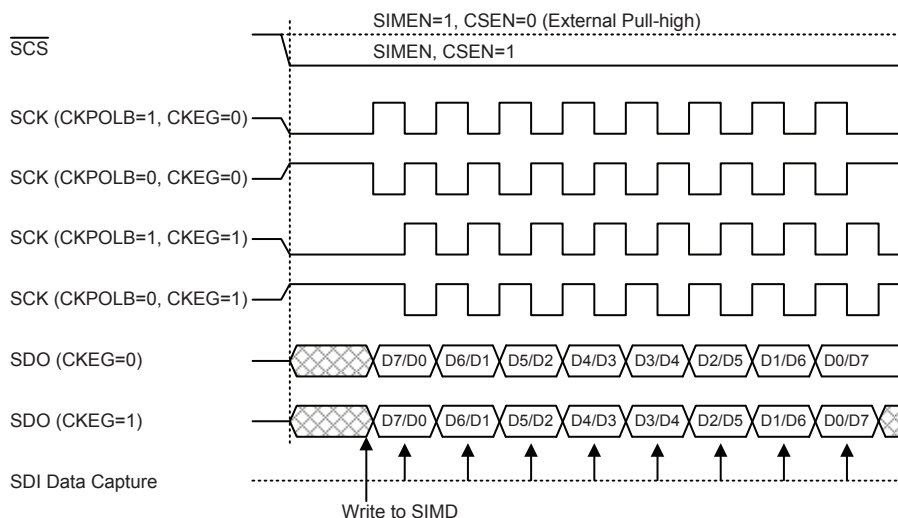 SIMEN=1, CSEN=0 (External Pull-high)
SCS
SIMEN, CSEN=1
SCK (CKPOLB=1, CKEG=0)
SCK (CKPOLB=0, CKEG=0)
SCK (CKPOLB=1, CKEG=1)
SCK (CKPOLB=0, CKEG=1)
SDO (CKEG=0) D7/D0 D6/D1 D5/D2 D4/D3 D3/D4 D2/D5 D1/D6 D0/D7
SDO (CKEG=1) D7/D0 D6/D1 D5/D2 D4/D3 D3/D4 D2/D5 D1/D6 D0/D7
SDI Data Capture
Write to SIMD